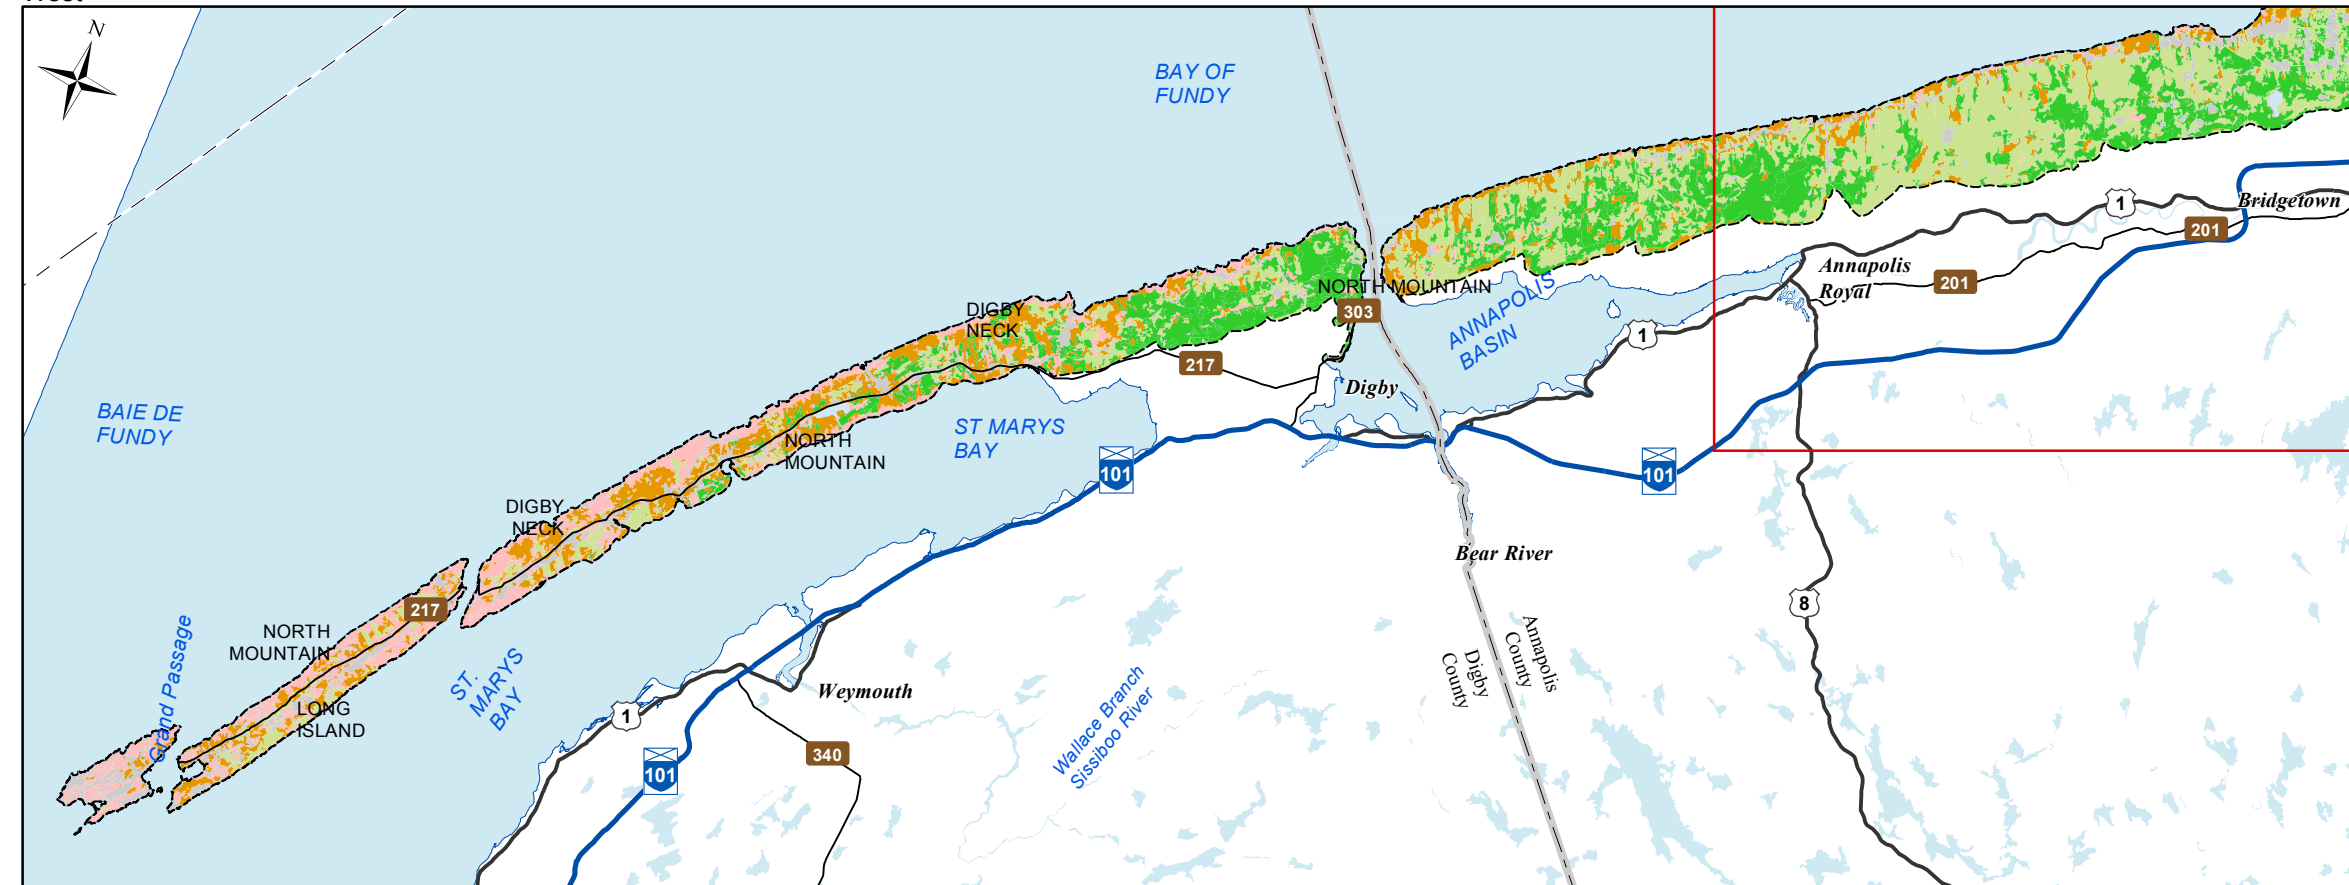 N
BAY OF
FUNDY
1
Bridgetown
201
Annapolis
Royal
201
NORTH MOUNTAIN
303
ANNAPOLIS
BASIN
1
DIGBY
NECK
217
Digby
BAIE DE
FUNDY
ST MARYS
BAY
NORTH
MOUNTAIN
101
101
DIGBY
NECK
Bear River
217
8
NORTH
MOUNTAIN
Grand Passage
Annapolis
County
Digby
County
ST.
MARYS
BAY
Weymouth
Wallace Branch
Sissiboo River
LONG
ISLAND
1
340
101